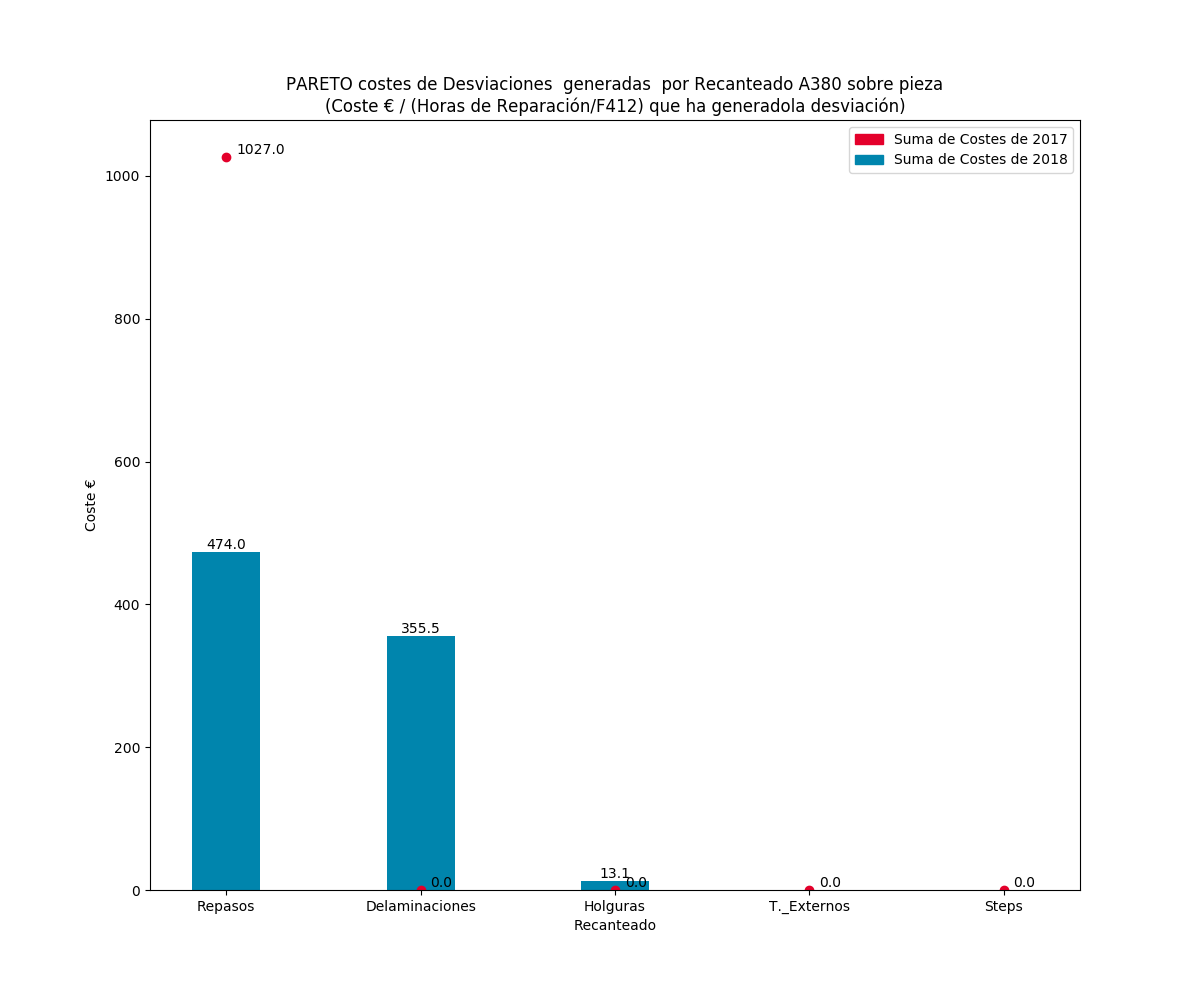 PARETO costes de Desviaciones  generadas  por Recanteado A380 sobre pieza
(Coste € / (Horas de Reparación/F412) que ha generadola desviación)
Suma de Costes de 2017
Suma de Costes de 2018
1027.0
1000
800
600
Coste €
474.0
400
355.5
200
13.1
0.0
0.0
0.0
0.0
0
Repasos
Delaminaciones
Holguras
T._Externos
Steps
Recanteado